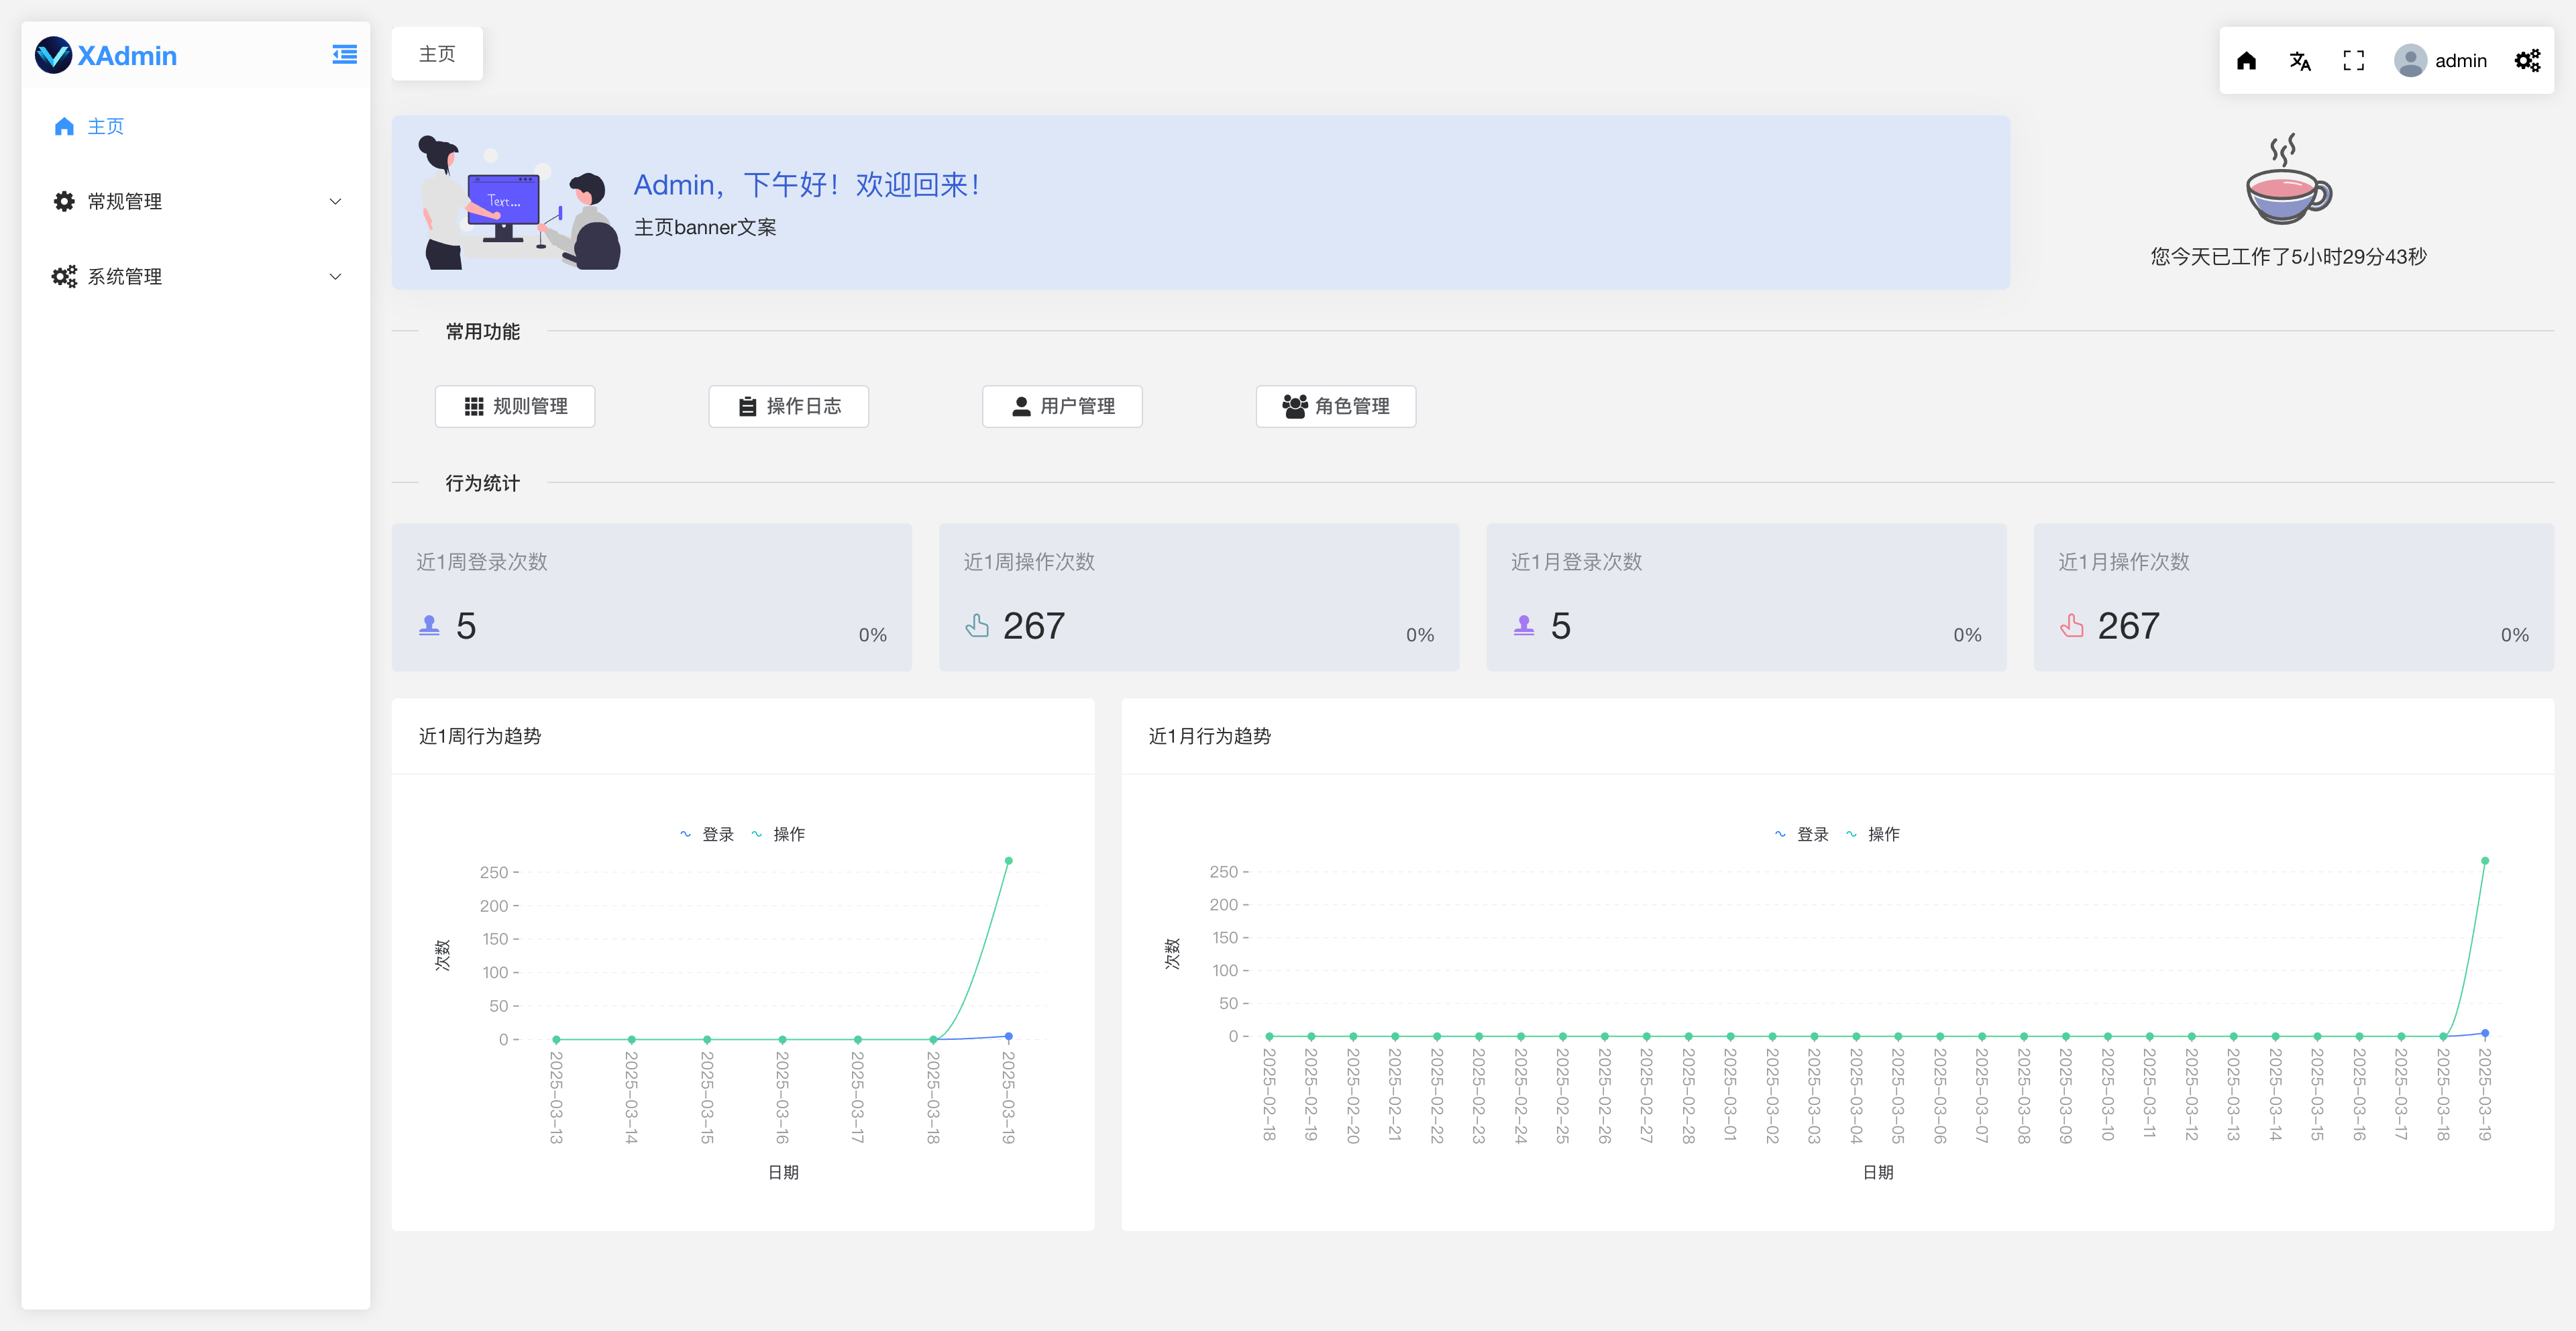 XAdmin
主页
常规管理
系统管理
主页
admin
Text...
Admin，下午好！欢迎回来！
主页banner文案
您今天已工作了5小时29分43秒
常用功能
规则管理
操作日志
用户管理
角色管理
行为统计
近1周登录次数
5
0%
近1周操作次数
267
0%
近1月登录次数
5
0%
近1月操作次数
267
0%
近1周行为趋势
登录 操作
250
200
150
100
50
0
次数
2025-03-13
2025-03-14
2025-03-15
2025-03-16
2025-03-17
2025-03-18
2025-03-19
日期
近1月行为趋势
登录 操作
250
200
150
100
50
0
次数
2025-02-18
2025-02-19
2025-02-20
2025-02-21
2025-02-22
2025-02-23
2025-02-24
2025-02-25
2025-02-26
2025-02-27
2025-02-28
2025-03-01
2025-03-02
2025-03-03
2025-03-04
2025-03-05
2025-03-06
2025-03-07
2025-03-08
2025-03-09
2025-03-10
2025-03-11
2025-03-12
2025-03-13
2025-03-14
2025-03-15
2025-03-16
2025-03-17
2025-03-18
2025-03-19
日期